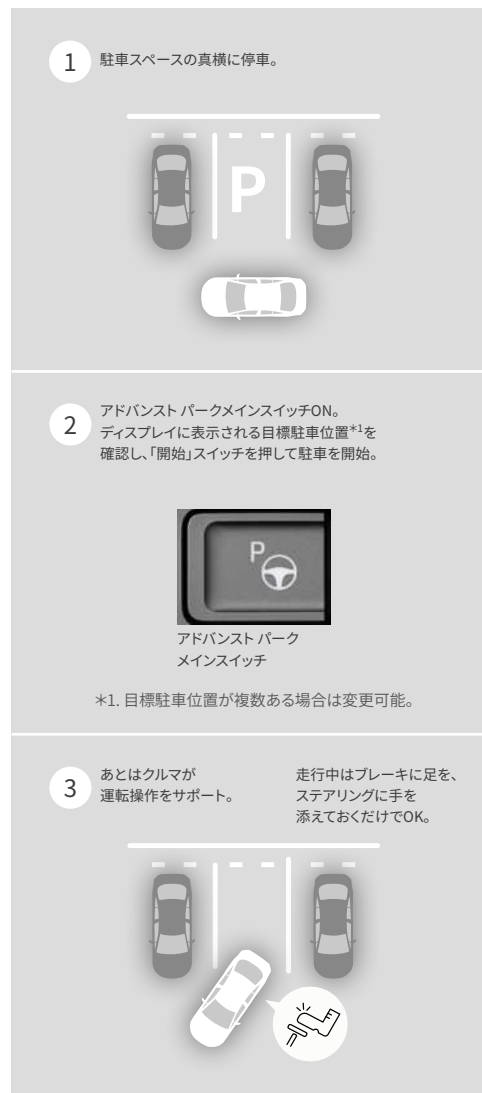 1
駐車スペースの真横に停車。
P
2
アドバンスト パークメインスイッチON。
ディスプレイに表示される目標駐車位置*1を
確認し、「開始」スイッチを押して駐車を開始。
P
アドバンスト パーク
メインスイッチ
*1. 目標駐車位置が複数ある場合は変更可能。
3
あとはクルマが
運転操作をサポート。
走行中はブレーキに足を、
ステアリングに手を
添えておくだけでOK。